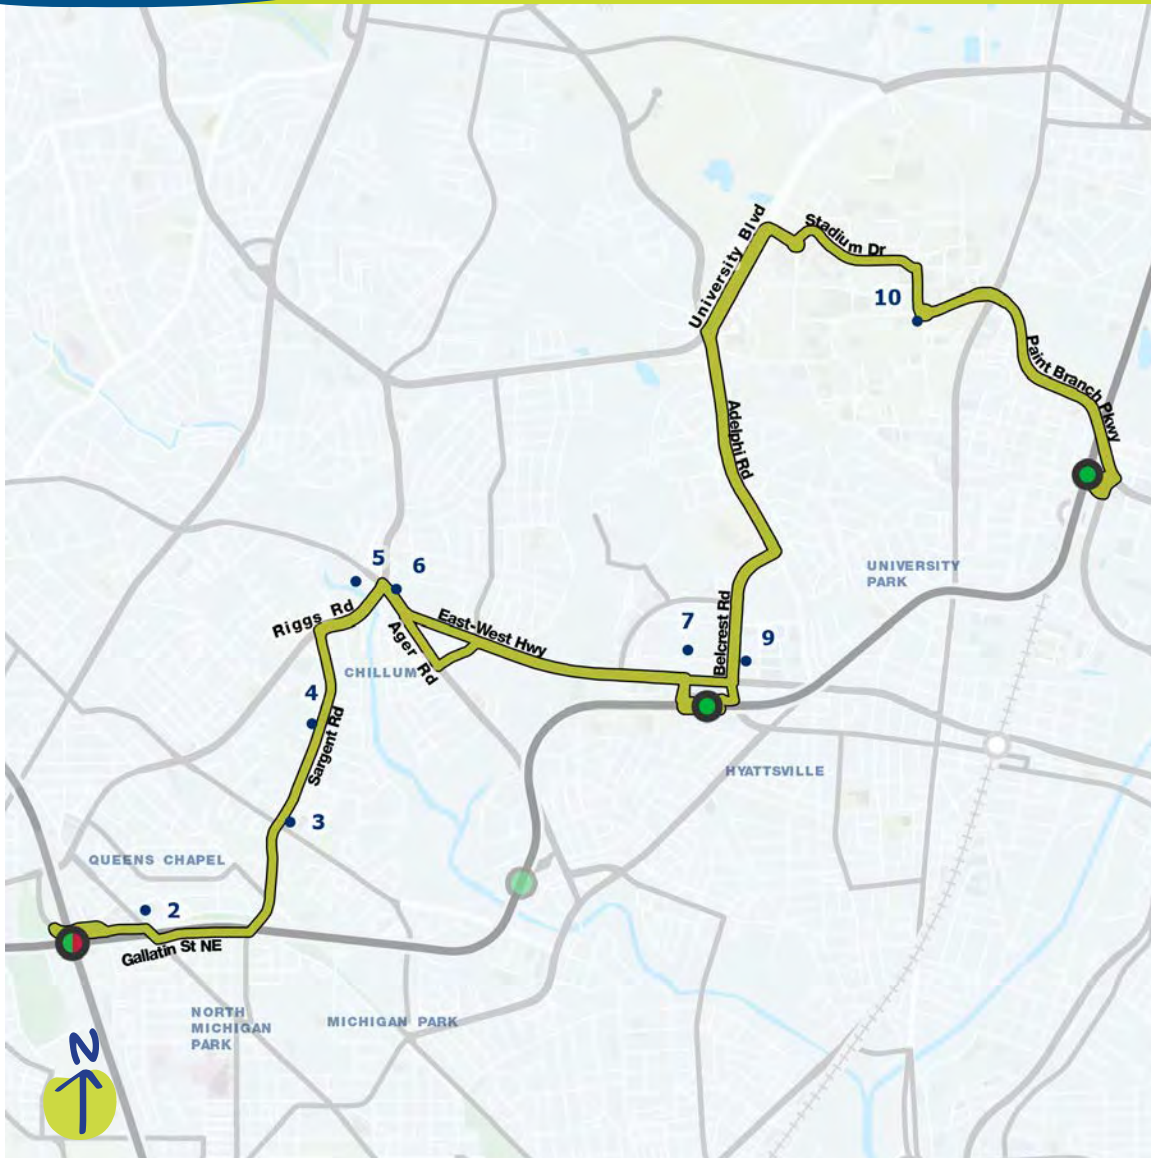 University Blvd
Stadium Dr
10
Paint Branch Pkwy
Adelphi Rd
5
6
UNIVERSITY
PARK
Riggs Rd
East-West Hwy
Belcrest Rd
7
9
Ager Rd
CHILLUM
4
Sargent Rd
HYATTSVILLE
3
QUEENS CHAPEL
2
Gallatin St NE
NORTH
MICHIGAN
PARK
MICHIGAN PARK
N